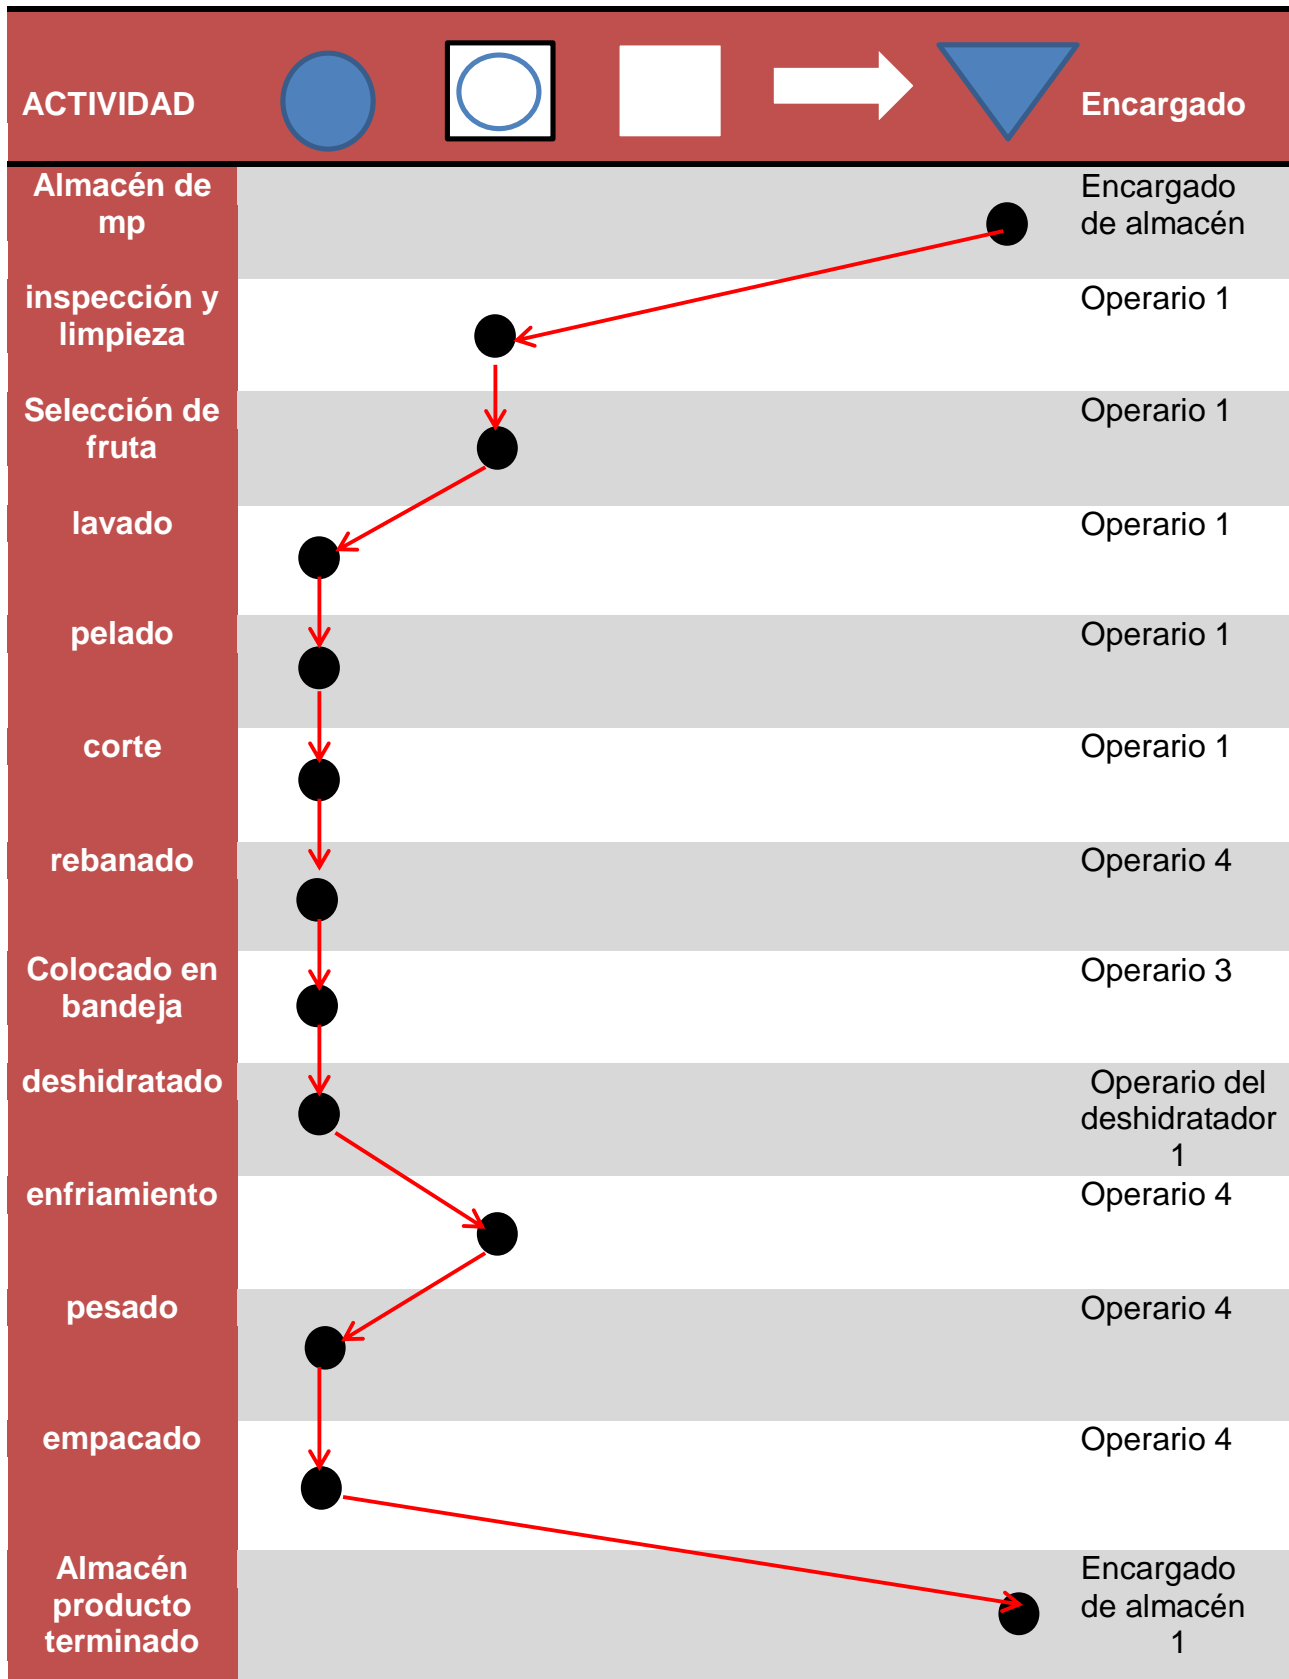 ACTIVIDAD
Encargado
Almacén de
mp
Encargado
de almacén
inspección y
limpieza
Operario 1
Selección de
fruta
Operario 1
lavado
Operario 1
pelado
Operario 1
corte
Operario 1
rebanado
Operario 4
Colocado en
bandeja
Operario 3
deshidratado
Operario del
deshidratador
1
enfriamiento
Operario 4
pesado
Operario 4
empacado
Operario 4
Almacén
producto
terminado
Encargado
de almacén
1